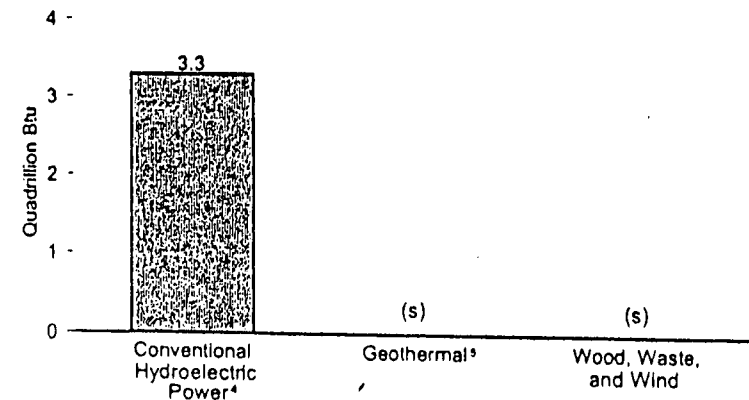 4
3.3
3
Quadrillion Btu
2
1
(s)
(s)
0
Conventional
Hydroelectric
Power⁴
Geothermal⁵
Wood, Waste,
and Wind